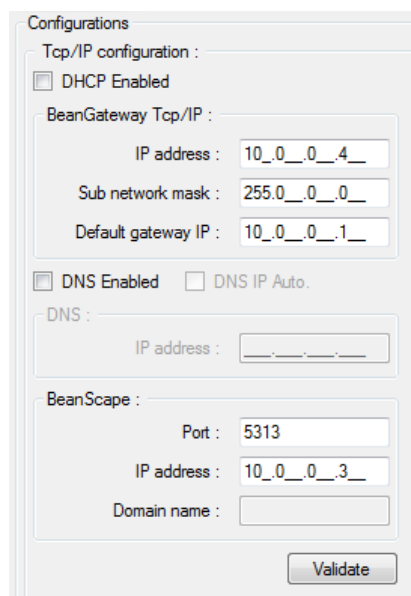 Configurations
Tcp/IP configuration :
DHCP Enabled
BeanGateway Tcp/IP :
IP address : 10_.0__.0__.4__
Sub network mask : 255.0__.0__.0__
Default gateway IP : 10_.0__.0__.1__
DNS Enabled DNS IP Auto.
DNS :
IP address : ___.___.___.___
BeanScape :
Port : 5313
IP address : 10_.0__.0__.3__
Domain name :
Validate